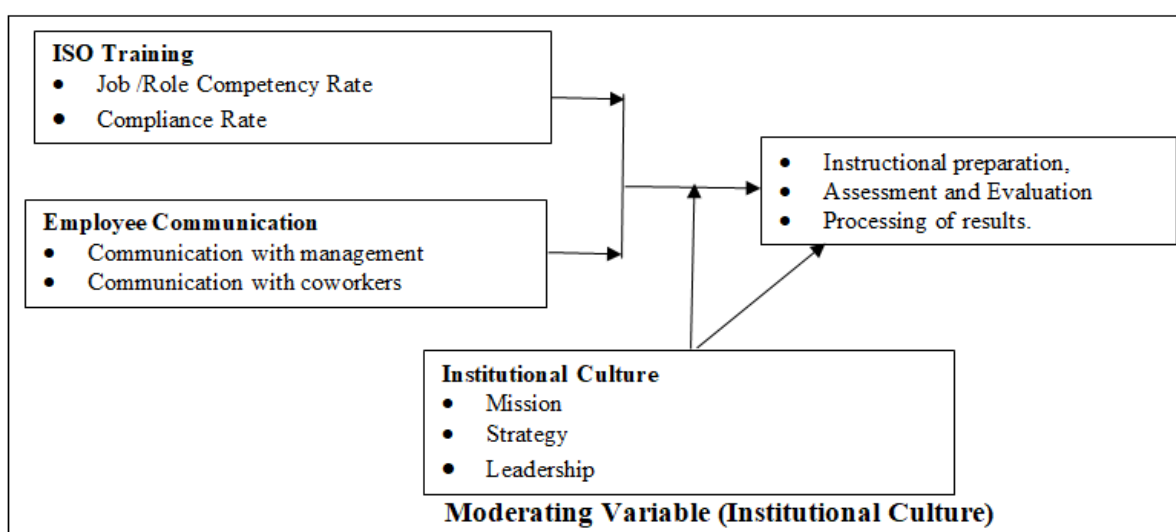 ISO Training
● Job /Role Competency Rate
● Compliance Rate
Employee Communication
● Communication with management
● Communication with coworkers
● Instructional preparation,
● Assessment and Evaluation
● Processing of results.
Institutional Culture
● Mission
● Strategy
● Leadership
Moderating Variable (Institutional Culture)